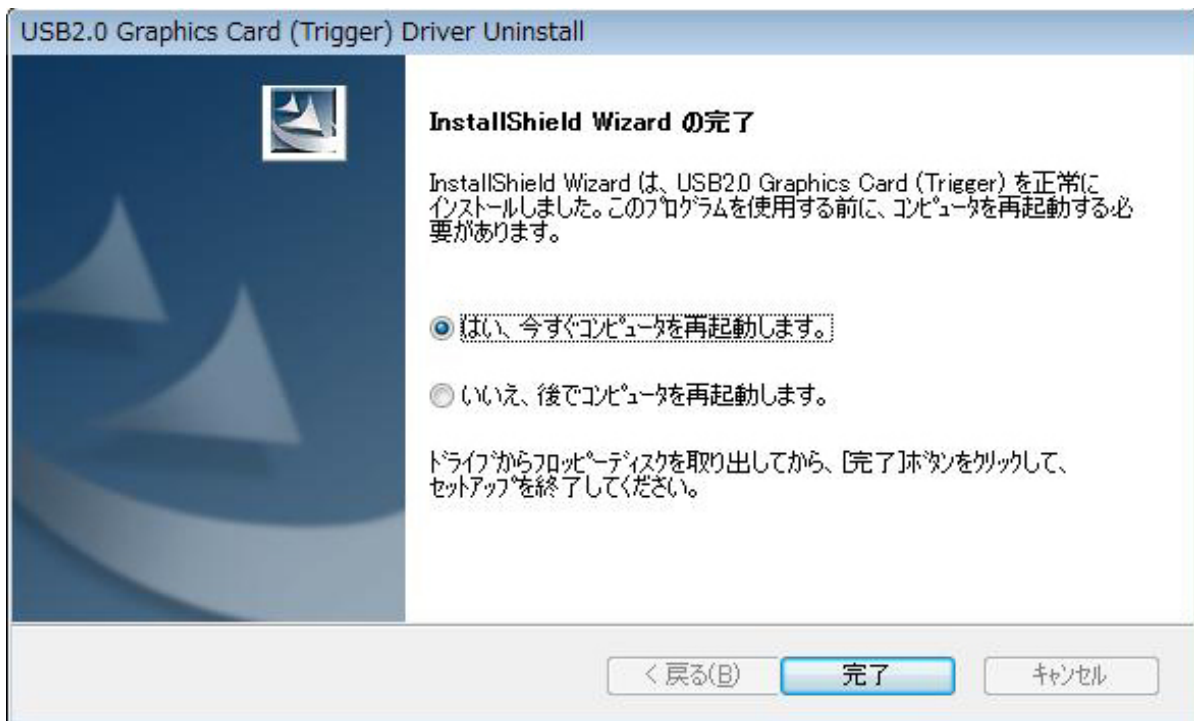 USB2.0 Graphics Card (Trigger) Driver Uninstall
InstallShield Wizard の完了
InstallShield Wizard は、USB2.0 Graphics Card (Trigger) を正常に
インストールしました。このプログラムを使用する前に、コンピュータを再起動する必
要があります。
はい、今すぐコンピュータを再起動します。
いいえ、後でコンピュータを再起動します。
ドライブからフロッピーディスクを取り出してから、[完了]ボタンをクリックして、
セットアップを終了してください。
< 戻る(B)
完了
キャンセル